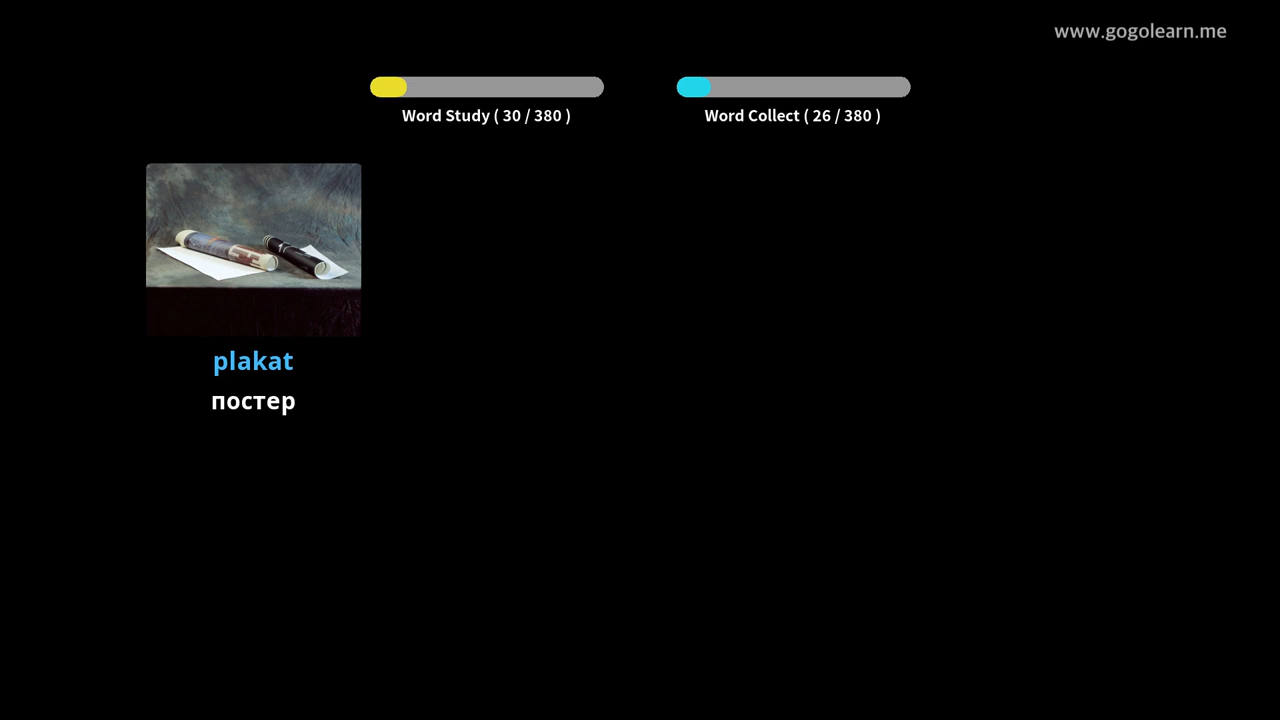 www.gogolearn.me
Word Study ( 30 / 380 )
Word Collect ( 26 / 380 )
plakat
постер